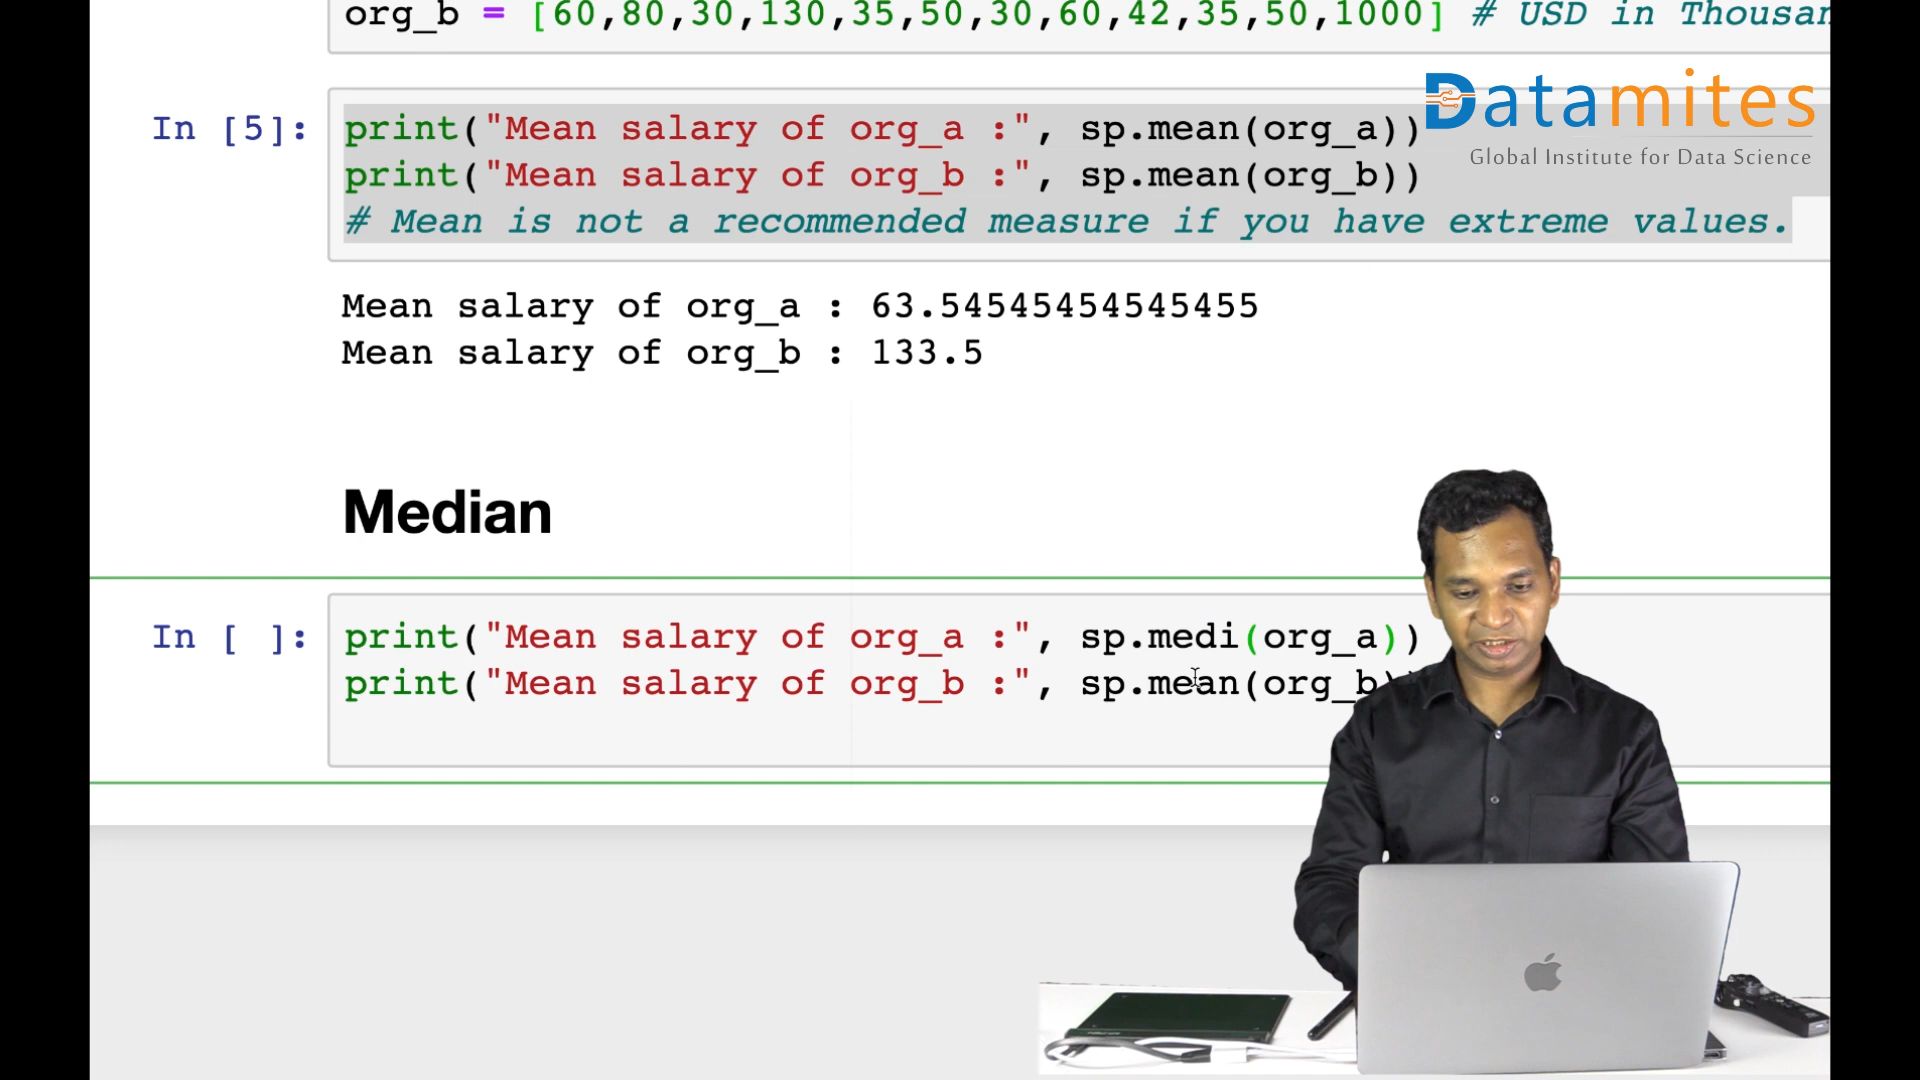 org_b = [60,80,30,130,35,50,30,60,42,35,50,1000] # USD in
Datamites
Global Institute for Data Science
In [5]: print("Mean salary of org_a :", sp.mean(org_a))
print("Mean salary of org_b :", sp.mean(org_b))
# Mean is not a recommended measure if you have extreme values.
Mean salary of org_a : 63.54545454545455
Mean salary of org_b : 133.5
Median
In [ ]: print("Mean salary of org_a :", sp.medi(org_a))
print("Mean salary of org_b :", sp.mean(org_b)